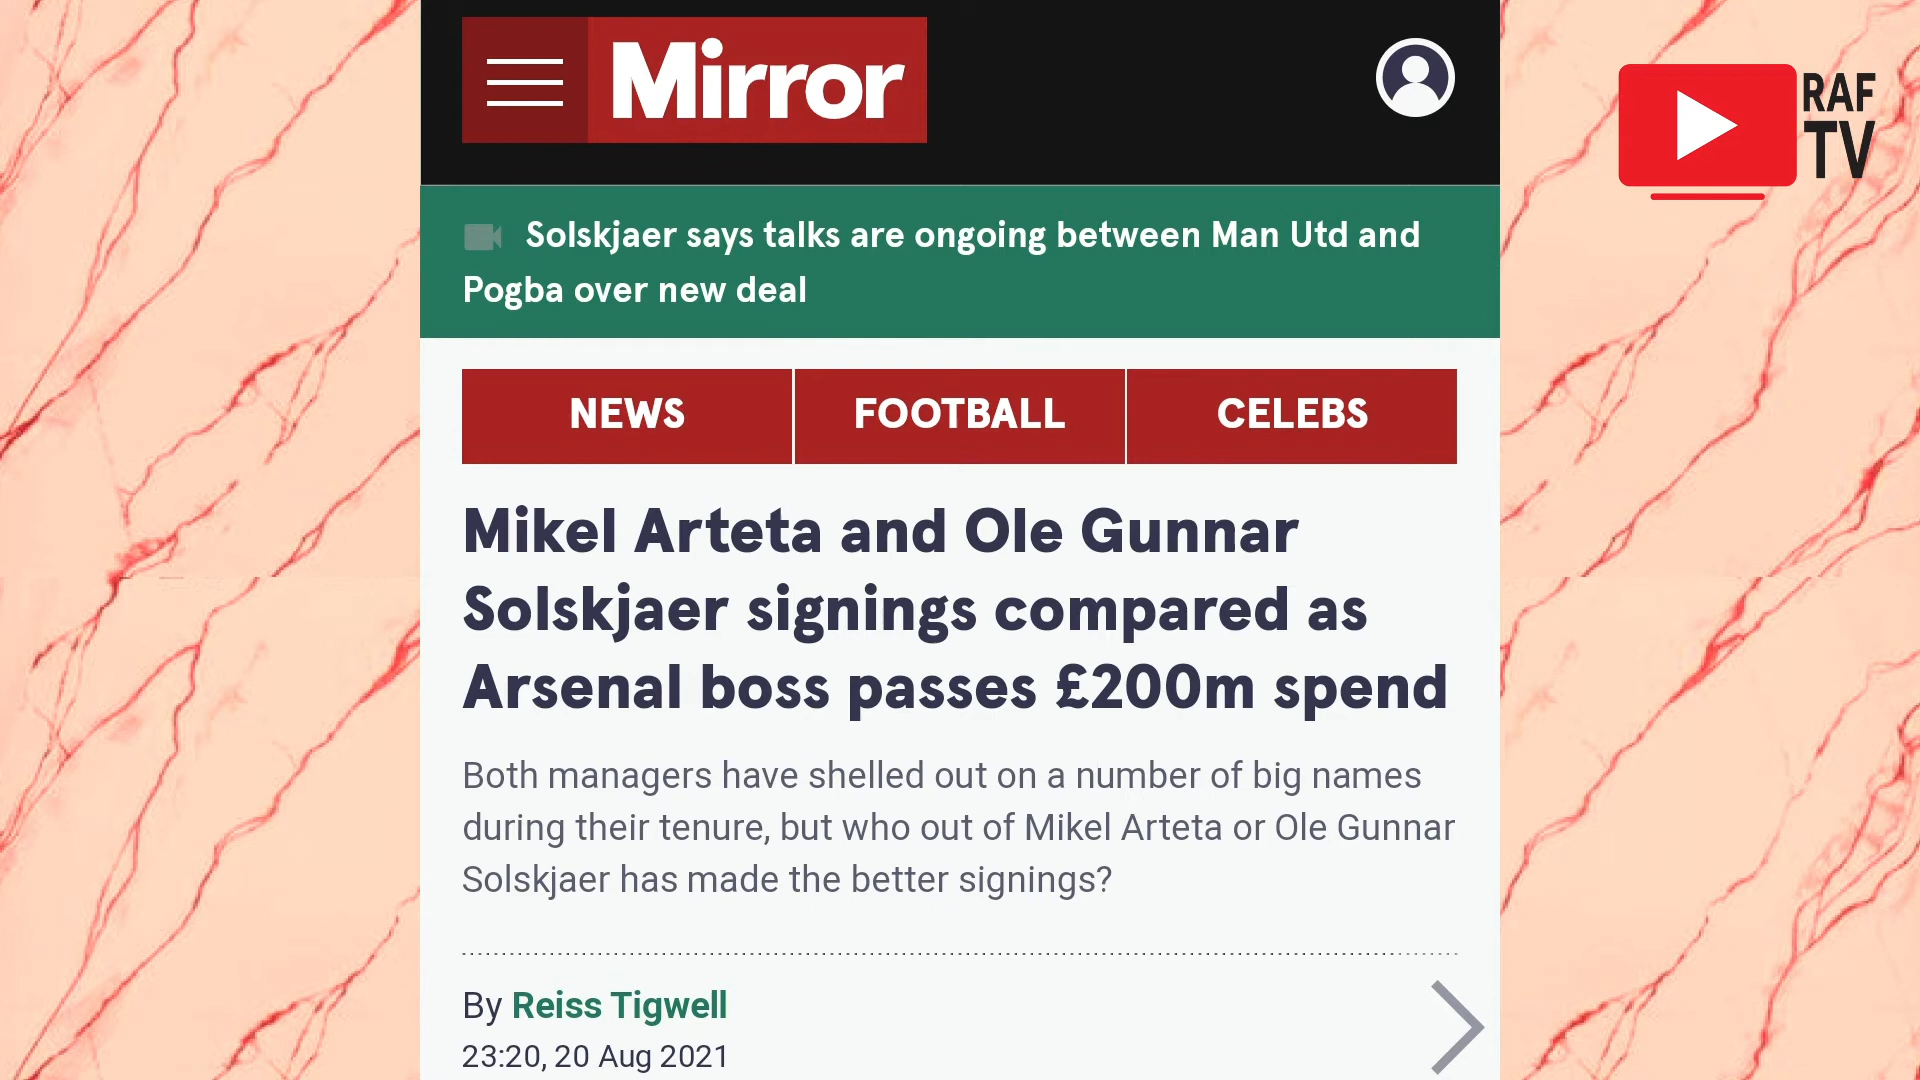 Mirror
RAF
TV
Solskjaer says talks are ongoing between Man Utd and
Pogba over new deal
NEWS
FOOTBALL
CELEBS
Mikel Arteta and Ole Gunnar
Solskjaer signings compared as
Arsenal boss passes £200m spend
Both managers have shelled out on a number of big names
during their tenure, but who out of Mikel Arteta or Ole Gunnar
Solskjaer has made the better signings?
By Reiss Tigwell
23:20, 20 Aug 2021